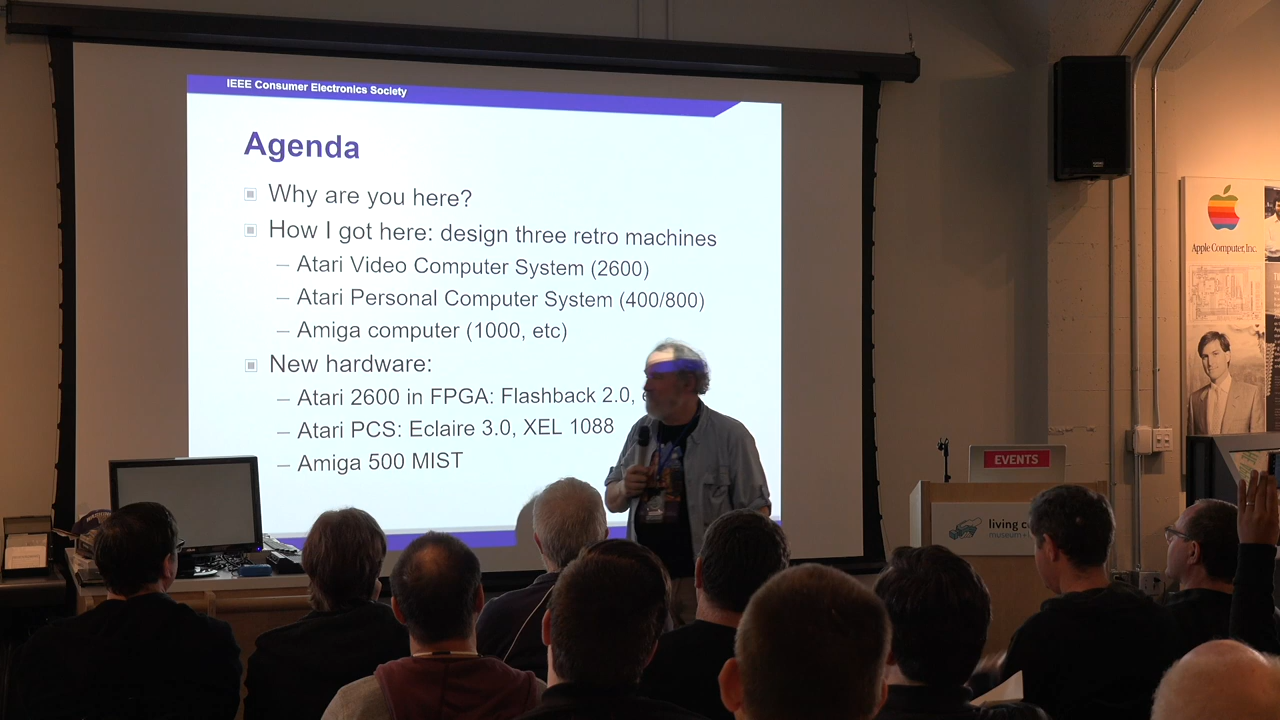 IEEE Consumer Electronics Society
Agenda
Why are you here?
How I got here: design three retro machines
– Atari Video Computer System (2600)
– Atari Personal Computer System (400/800)
– Amiga computer (1000, etc)
New hardware:
– Atari 2600 in FPGA: Flashback 2.0,
– Atari PCS: Eclaire 3.0, XEL 1088
– Amiga 500 MIST
Apple Computer, Inc.
EVENTS
living
museum